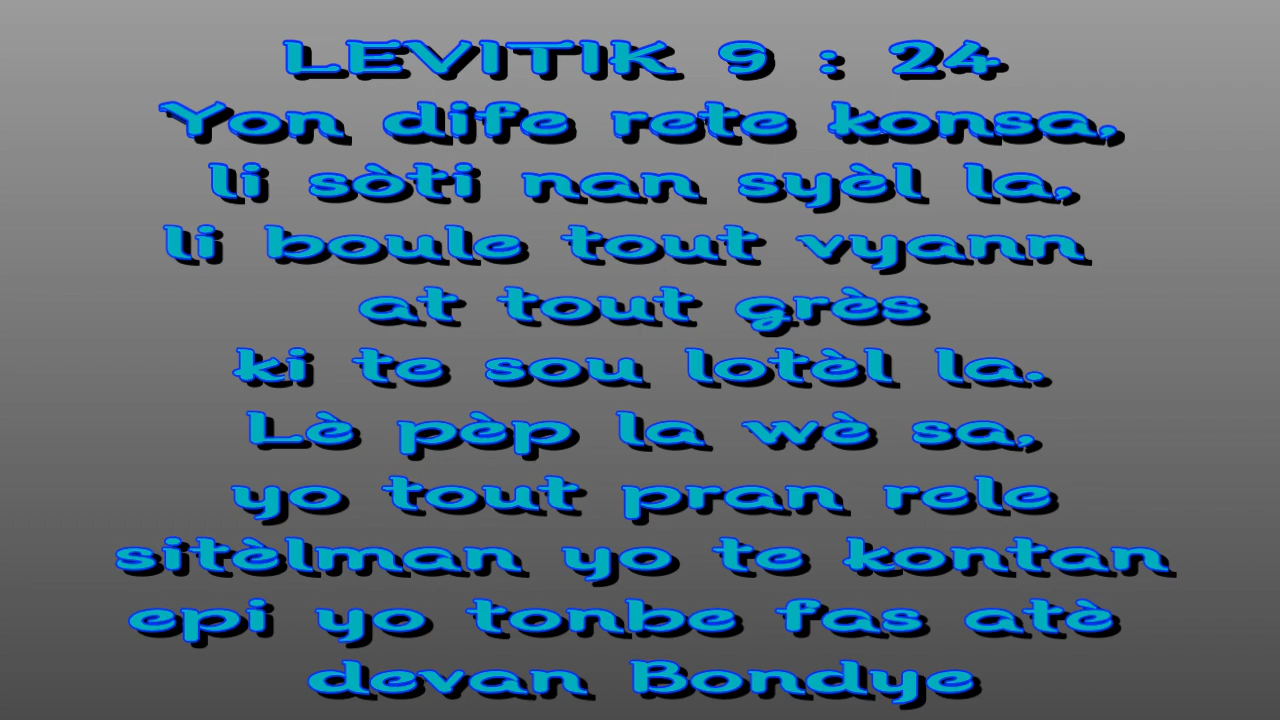 LEVITIK 9 : 24
Yon dife rete konsa,
li sòti nan syèl la,
li boule tout vyann
at tout grès
ki te sou lotèl la.
Lè pèp la wè sa,
yo tout pran rele
sitèlman yo te kontan
epi yo tonbe fas atè
devan Bondye